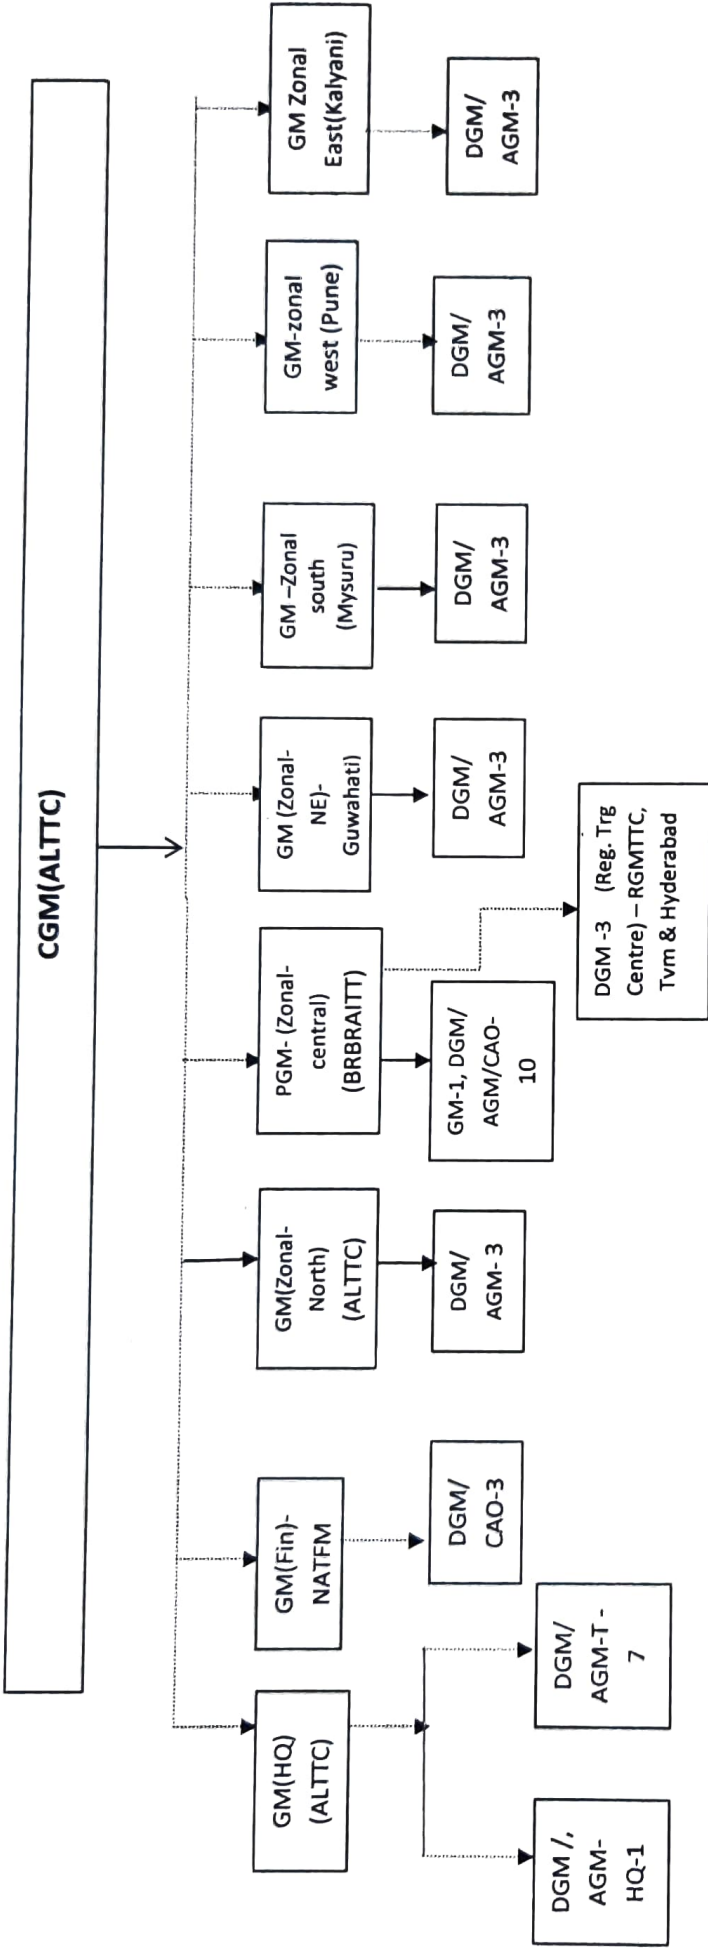 CGM(ALTTC)
GM(HQ)
(ALTTC)
GM(Fin)-
NATFM
GM(Zonal-
North)
(ALTTC)
PGM- (Zonal-
central)
(BRBRAITT)
GM (Zonal-
NE)-
Guwahati)
GM –Zonal
south
(Mysuru)
GM-zonal
west (Pune)
GM Zonal
East(Kalyani)
DGM/
CAO-3
DGM/
AGM- 3
GM-1, DGM/
AGM/CAO-
10
DGM/
AGM-3
DGM/
AGM-3
DGM/
AGM-3
DGM/
AGM-3
DGM /,
AGM-
HQ-1
DGM/
AGM-T -
7
DGM -3 (Reg. Trg
Centre) – RGMTTC,
Tvm & Hyderabad